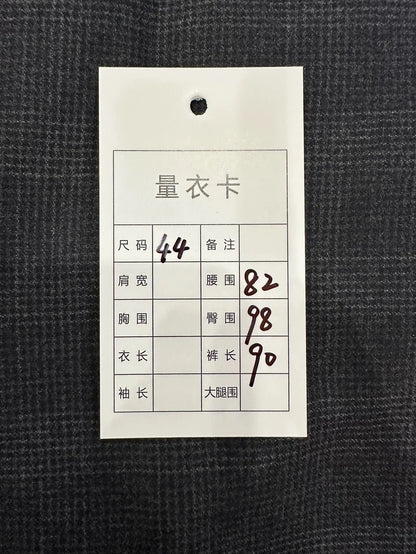 量衣卡
尺码 44 备注
肩宽 腰围 82
胸围 臀围 98
衣长 裤长 90
袖长 大腿围